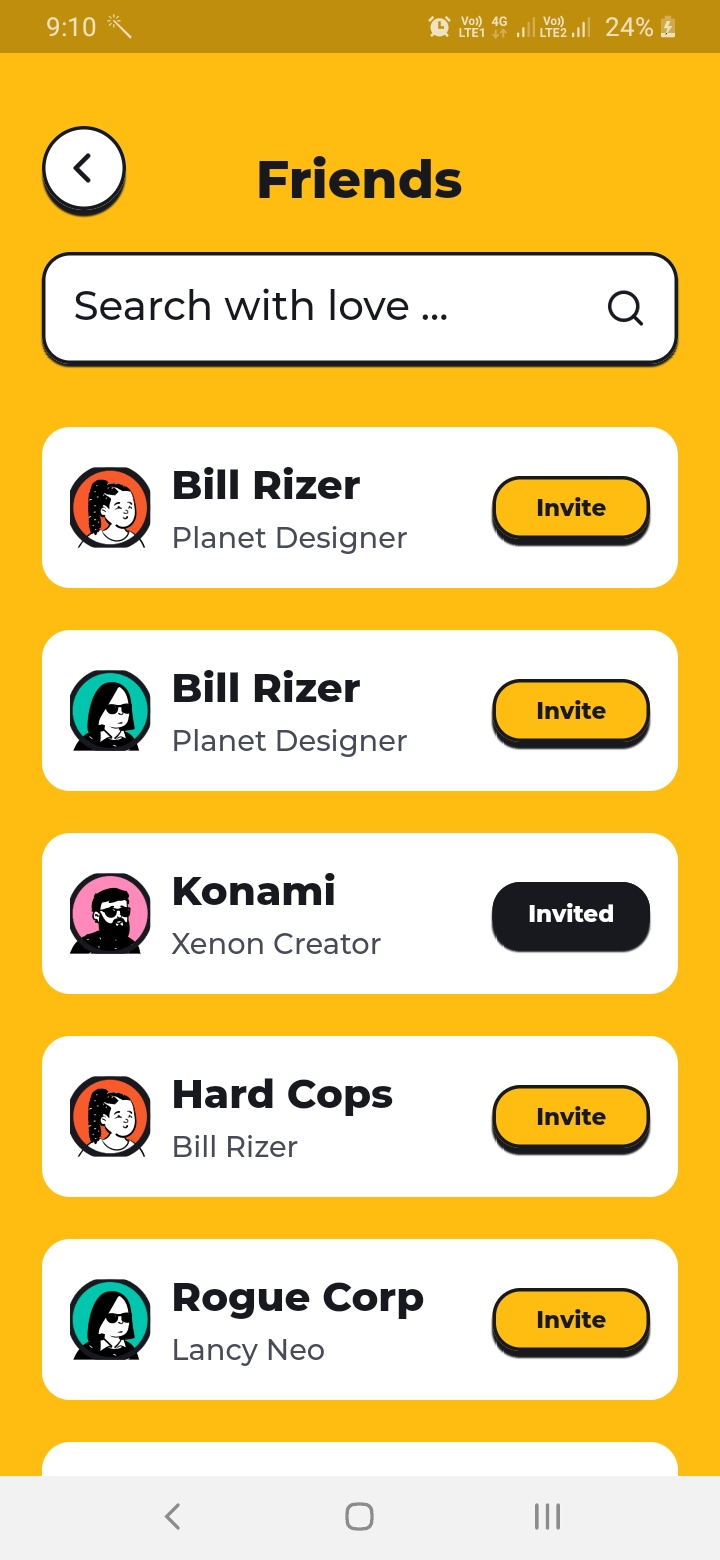 9:10 Vo)) LTE1 4G Vo)) LTE2 24%
Friends
Search with love ...
Bill Rizer
Planet Designer
Invite
Bill Rizer
Planet Designer
Invite
Konami
Xenon Creator
Invited
Hard Cops
Bill Rizer
Invite
Rogue Corp
Lancy Neo
Invite